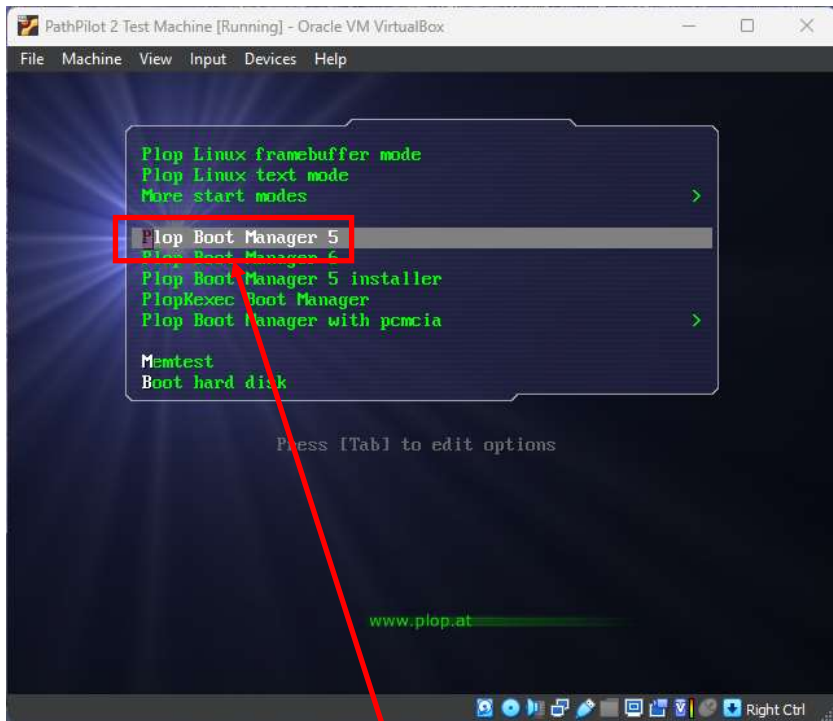 PathPilot 2 Test Machine [Running] - Oracle VM VirtualBox
File Machine View Input Devices Help
Plop Linux framebuffer mode
Plop Linux text mode
More start modes >
Plop Boot Manager 5
Plop Boot Manager 6
Plop Boot Manager 5 installer
PlopKexec Boot Manager
Plop Boot Manager with pcmcia >
Memtest
Boot hard disk
Press [Tab] to edit options
www.plop.at
Right Ctrl